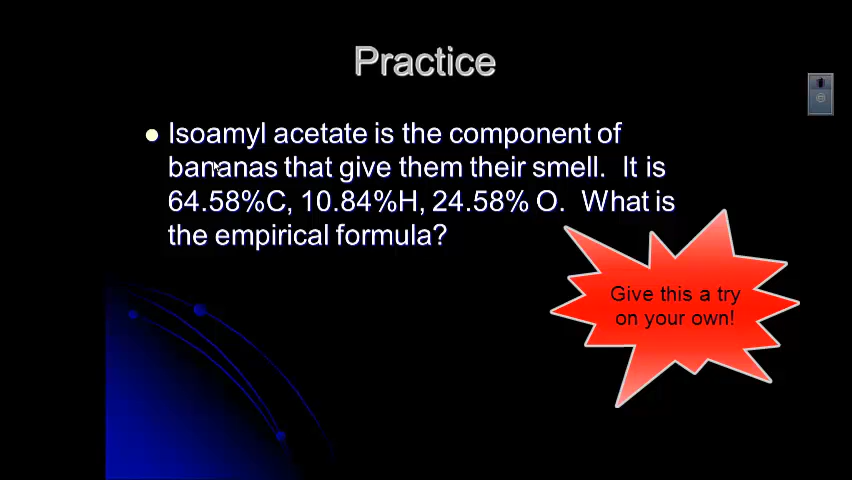 Practice
Isoamyl acetate is the component of
bananas that give them their smell. It is
64.58%C, 10.84%H, 24.58% O. What is
the empirical formula?
Give this a try
on your own!